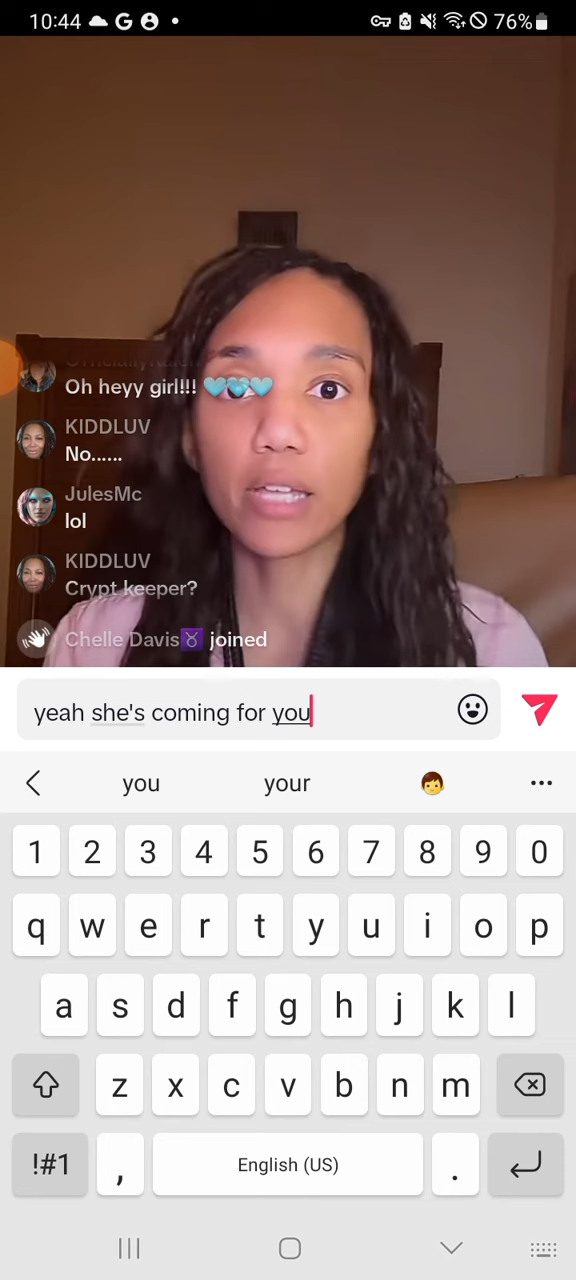 10:44
76%
Oh heyy girl!!! 🩵🩵🩵
KIDDLUV
No......
JulesMc
lol
KIDDLUV
Crypt keeper?
Chelle Davis♉ joined
yeah she's coming for you
you your 🧒 ...
1 2 3 4 5 6 7 8 9 0
q w e r t y u i o p
a s d f g h j k l
z x c v b n m
!#1 , English (US) .